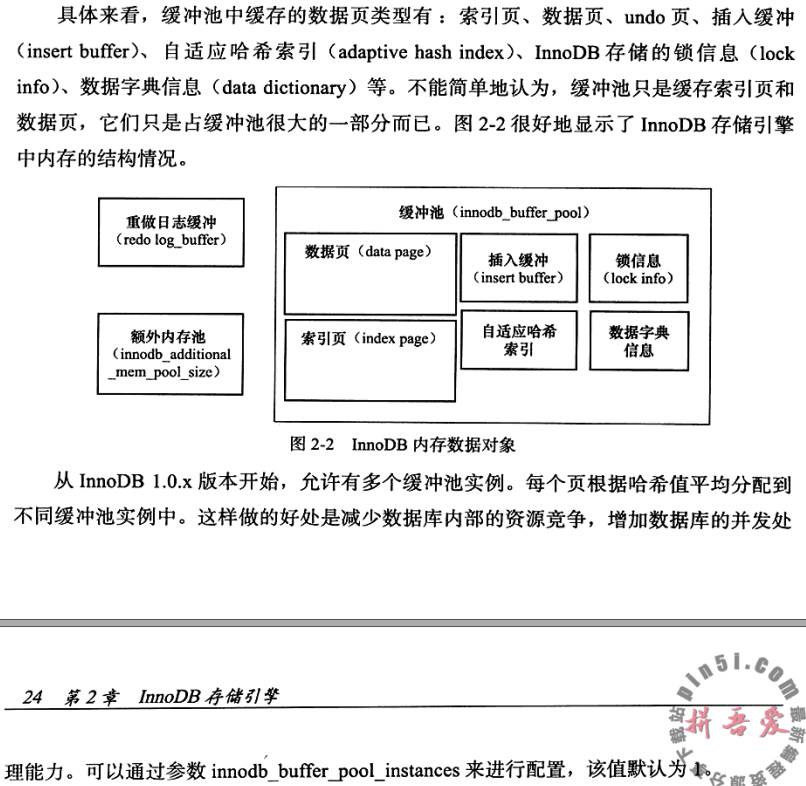 具体来看，缓冲池中缓存的数据页类型有：索引页、数据页、undo 页、插入缓冲
（insert buffer）、自适应哈希索引（adaptive hash index）、InnoDB 存储的锁信息（lock
info）、数据字典信息（data dictionary）等。不能简单地认为，缓冲池只是缓存索引页和
数据页，它们只是占缓冲池很大的一部分而已。图 2-2 很好地显示了 InnoDB 存储引擎
中内存的结构情况。
重做日志缓冲
（redo log_buffer）
额外内存池
（innodb_additional
_mem_pool_size）
缓冲池（innodb_buffer_pool）
数据页（data page）
插入缓冲
（insert buffer）
锁信息
（lock info）
索引页（index page）
自适应哈希
索引
数据字典
信息
图 2-2 InnoDB 内存数据对象
从 InnoDB 1.0.x 版本开始，允许有多个缓冲池实例。每个页根据哈希值平均分配到
不同缓冲池实例中。这样做的好处是减少数据库内部的资源竞争，增加数据库的并发处
24 第 2 章 InnoDB 存储引擎
pin5i.com
拼吾爱
理能力。可以通过参数 innodb_buffer_pool_instances 来进行配置，该值默认为 1。